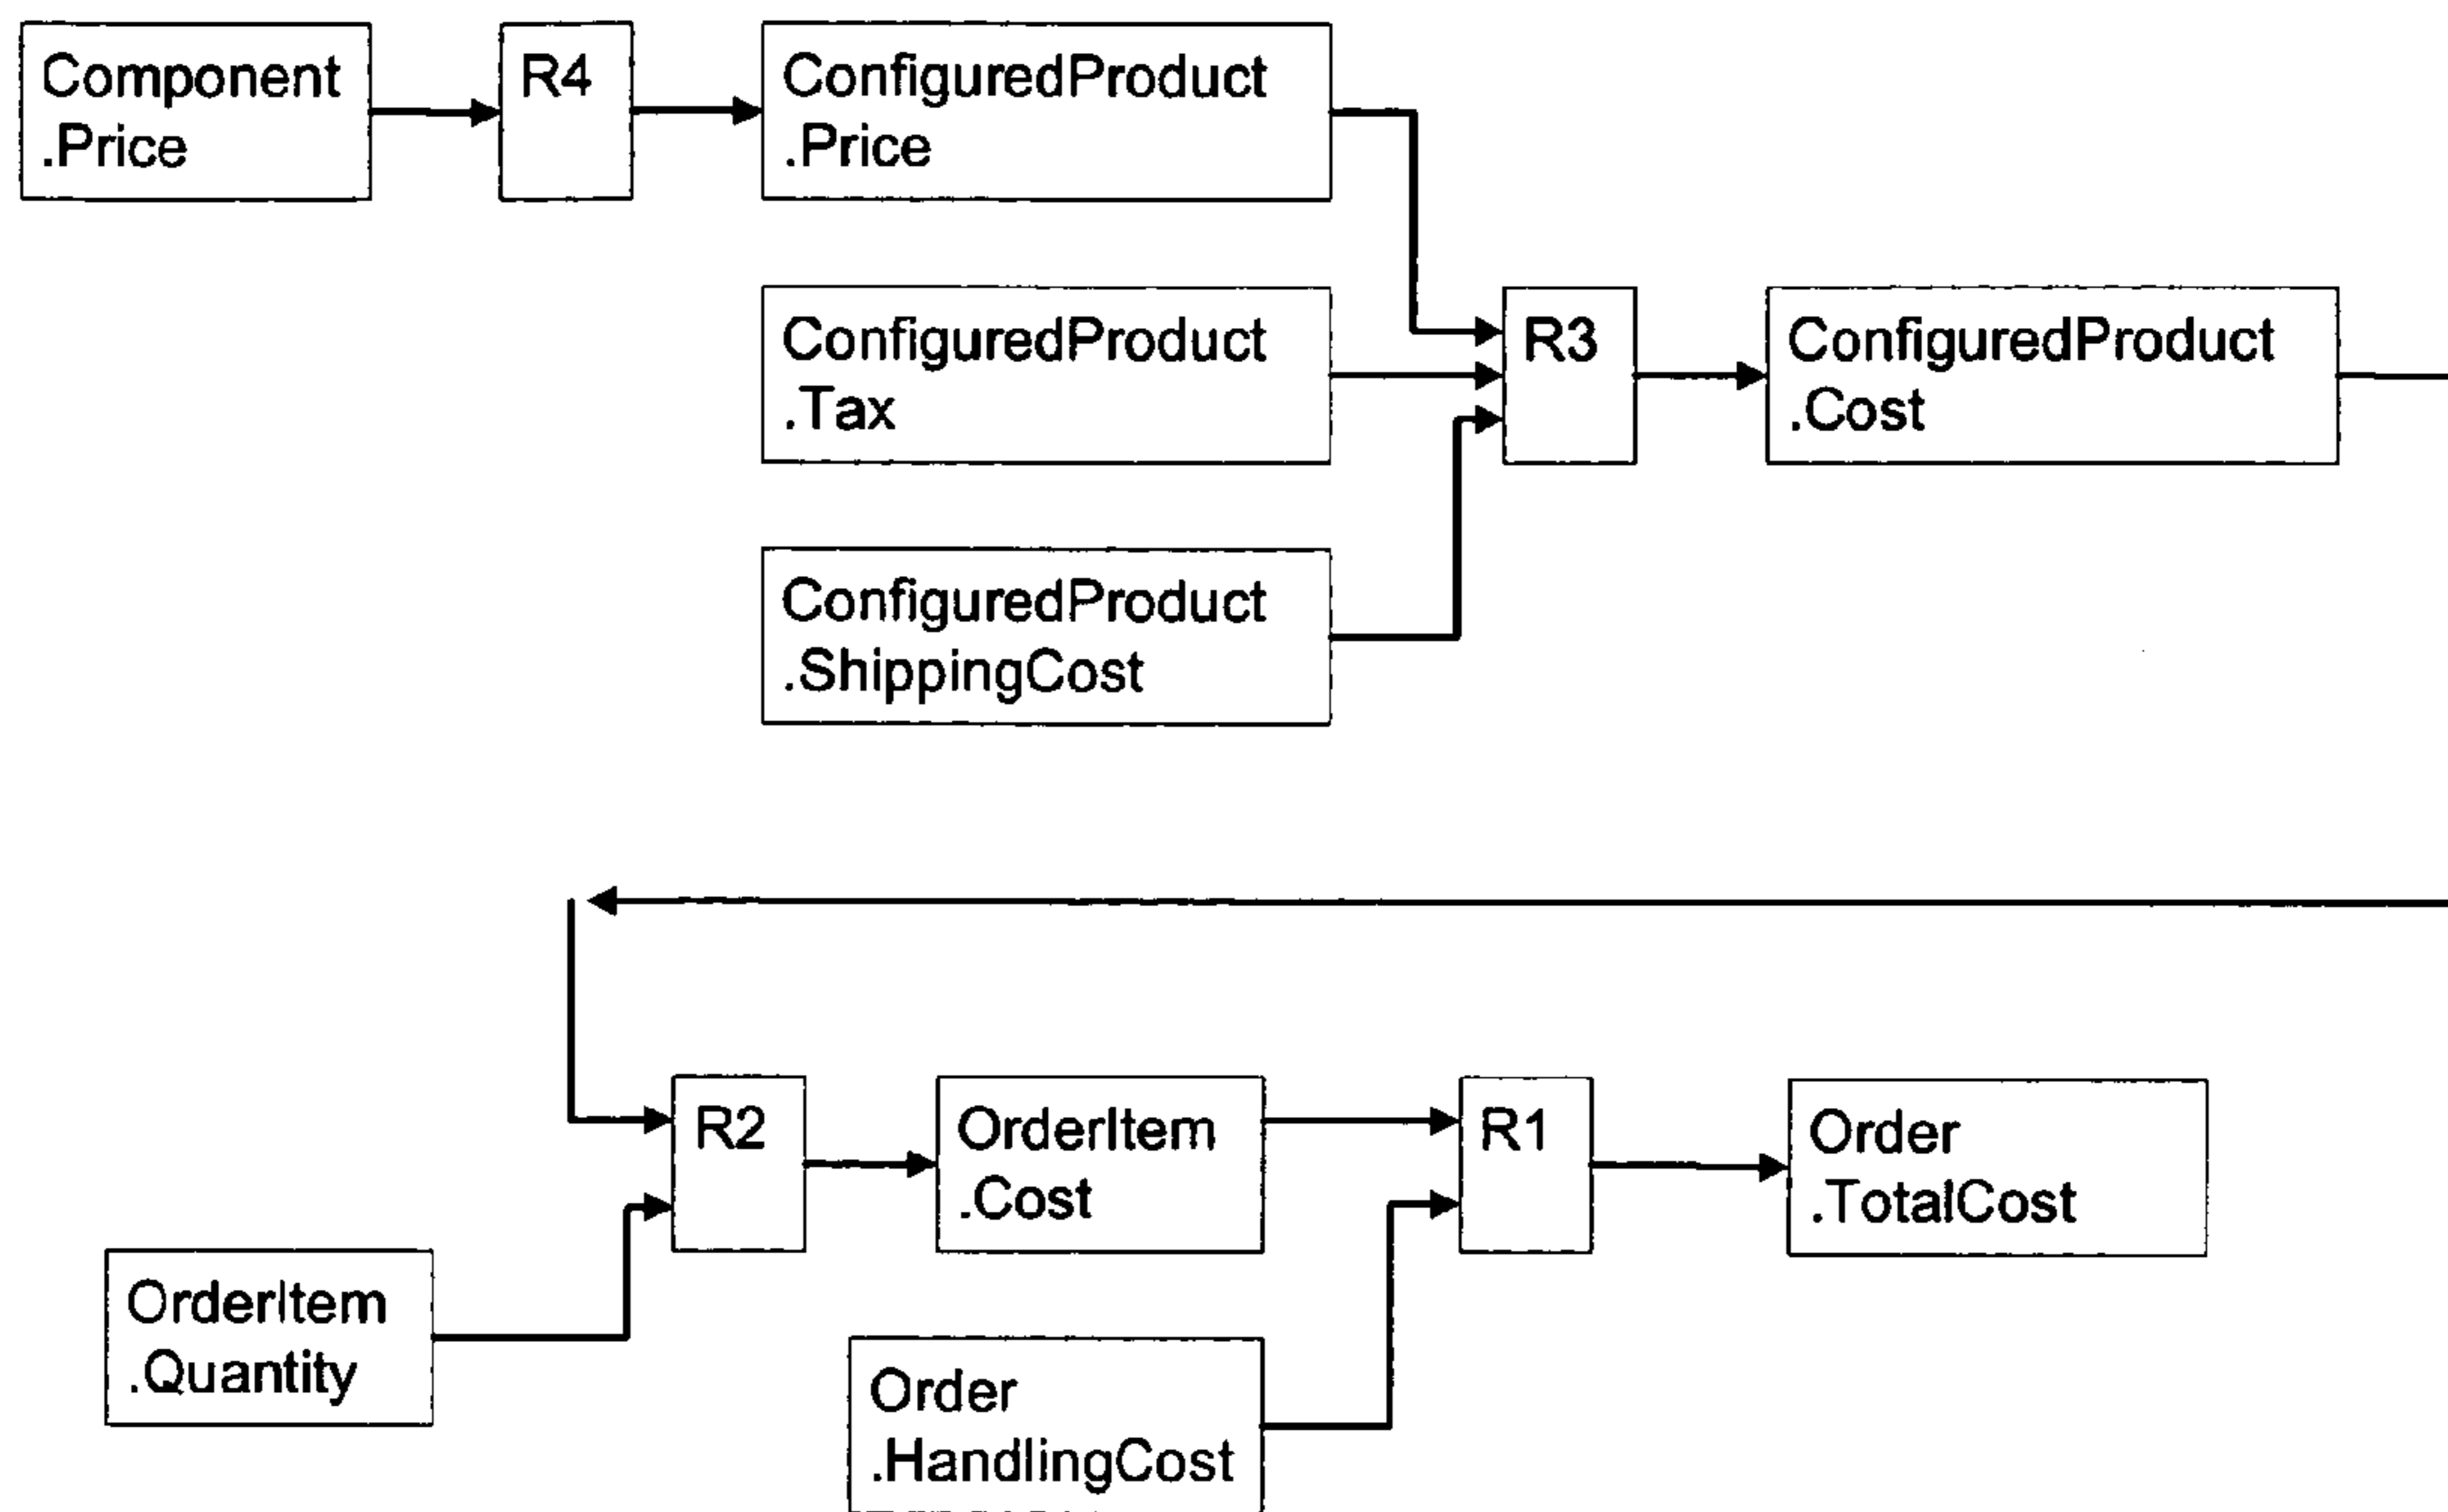 Component
.Price
R4
ConfiguredProduct
.Price
ConfiguredProduct
.Tax
R3
ConfiguredProduct
.Cost
ConfiguredProduct
.ShippingCost
R2
OrderItem
.Cost
R1
Order
.TotalCost
OrderItem
.Quantity
Order
.HandlingCost